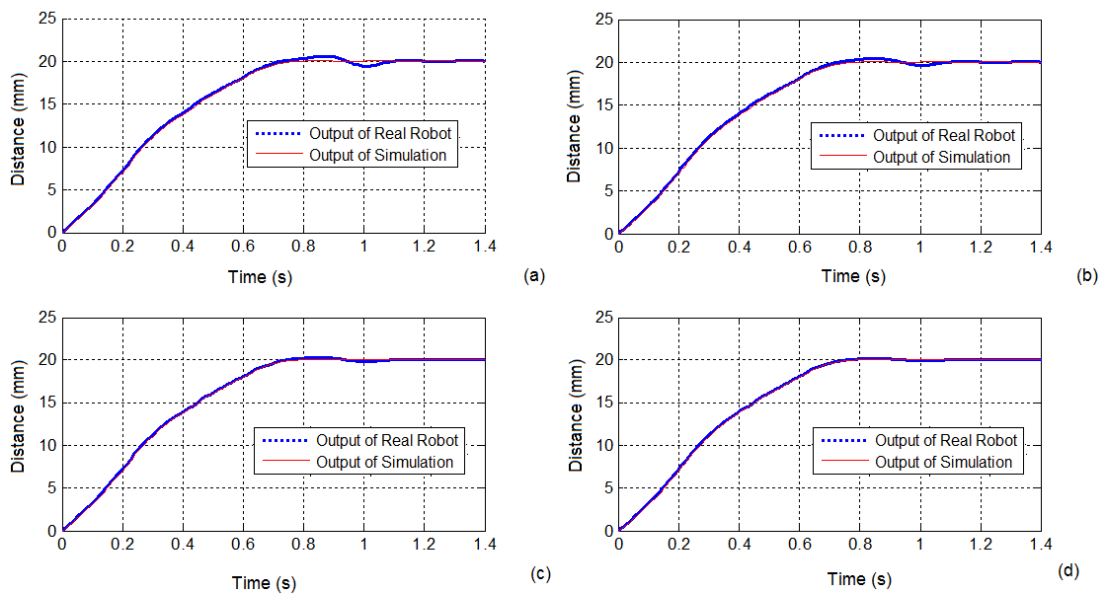 25
20
15
10
5
0
Distance (mm)
Output of Real Robot
Output of Simulation
0 0.2 0.4 0.6 0.8 1 1.2 1.4
Time (s)
(a)
25
20
15
10
5
0
Distance (mm)
Output of Real Robot
Output of Simulation
0 0.2 0.4 0.6 0.8 1 1.2 1.4
Time (s)
(b)
25
20
15
10
5
0
Distance (mm)
Output of Real Robot
Output of Simulation
0 0.2 0.4 0.6 0.8 1 1.2 1.4
Time (s)
(c)
25
20
15
10
5
0
Distance (mm)
Output of Real Robot
Output of Simulation
0 0.2 0.4 0.6 0.8 1 1.2 1.4
Time (s)
(d)